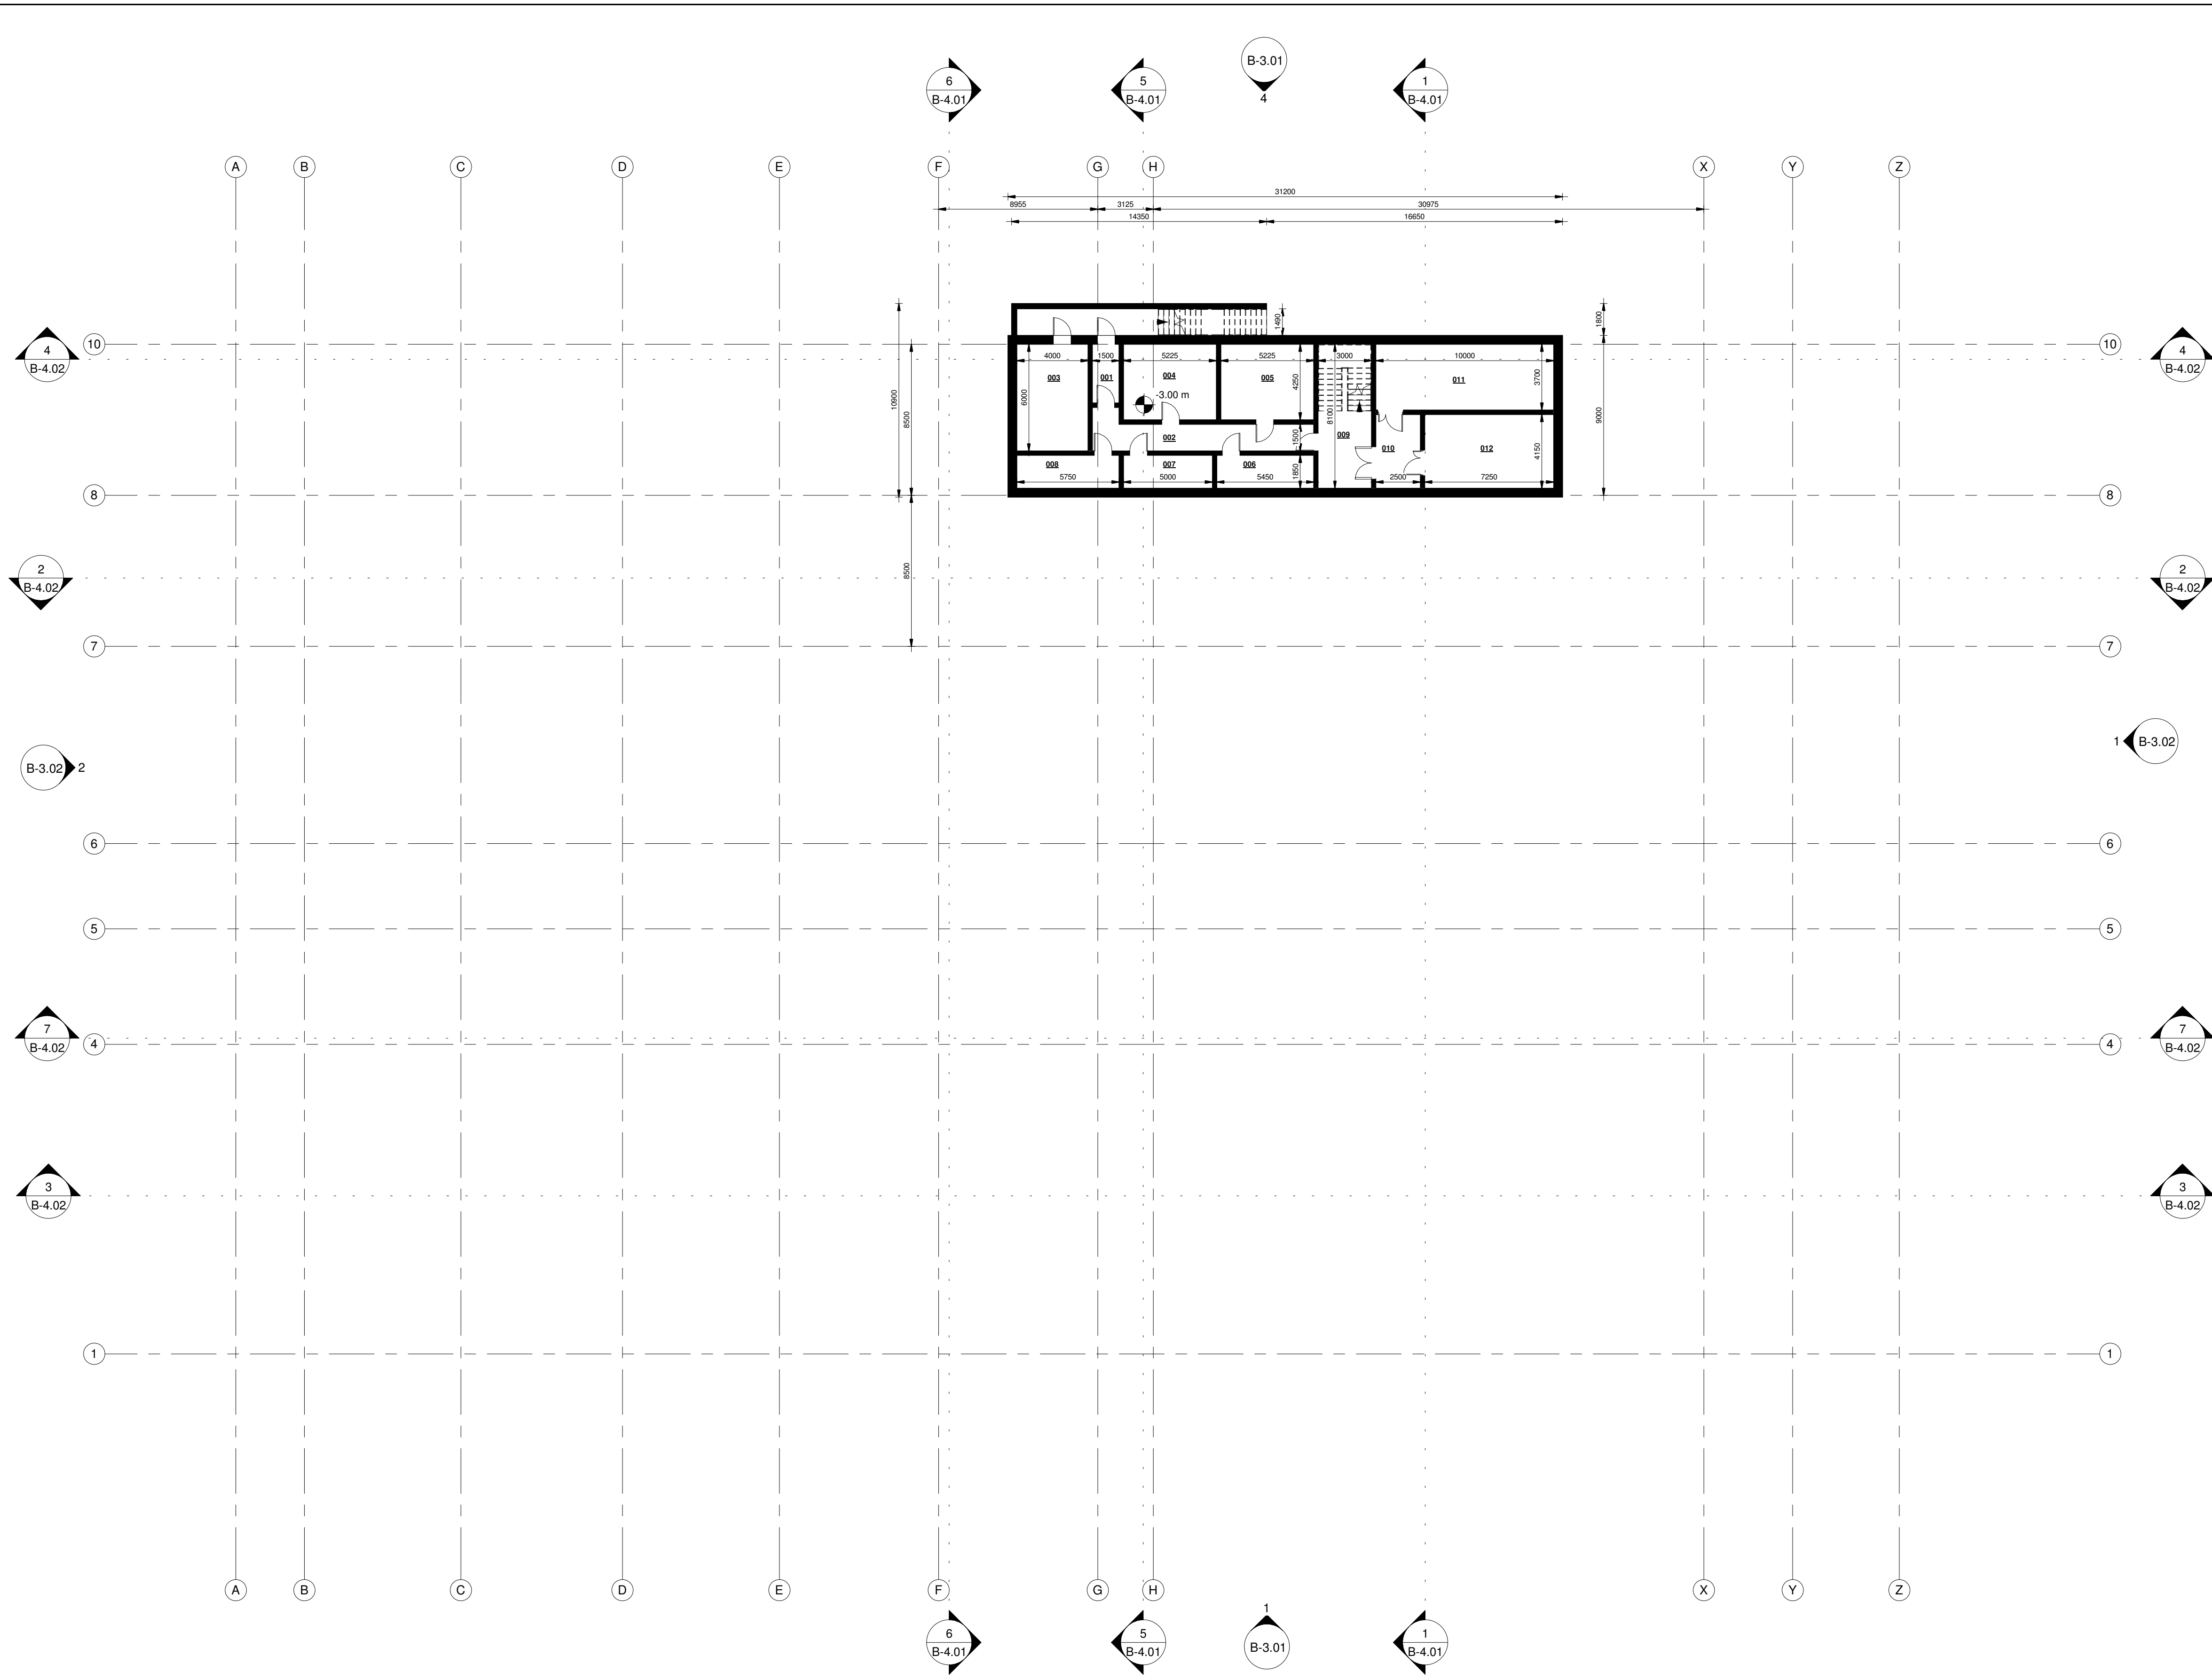 B-3.01
4
6
B-4.01
5
B-4.01
1
B-4.01
A
B
C
D
E
F
G
H
X
Y
Z
31200
8955
3125
30975
14350
16650
10
4
B-4.02
10900
8500
1490
1800
9000
10
4
B-4.02
4000
1500
5225
5225
3000
10000
003
001
004
005
011
6000
-3.00 m
4250
8100
3700
002
1500
009
010
012
4150
008
007
006
1850
5750
5000
5450
2500
7250
8
8
2
B-4.02
8500
2
B-4.02
7
7
B-3.02
2
1
B-3.02
6
6
5
5
7
B-4.02
4
4
7
B-4.02
3
B-4.02
3
B-4.02
1
1
A
B
C
D
E
F
G
H
X
Y
Z
6
B-4.01
5
B-4.01
1
B-3.01
1
B-4.01